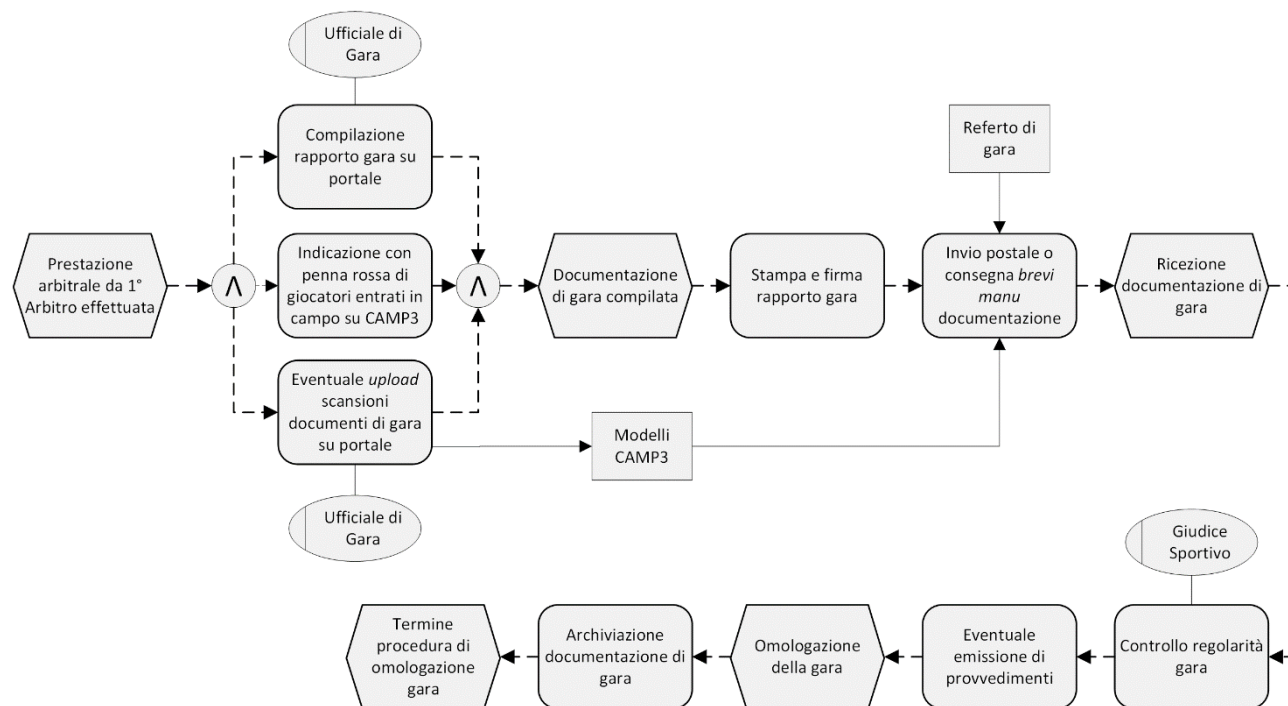 Ufficiale di
Gara
Compilazione
rapporto gara su
portale
Referto di
gara
Prestazione
arbitrale da 1°
Arbitro effettuata
Λ
Indicazione con
penna rossa di
giocatori entrati in
campo su CAMP3
Λ
Documentazione
di gara compilata
Stampa e firma
rapporto gara
Invio postale o
consegna brevi
manu
documentazione
Ricezione
documentazione di
gara
Eventuale upload
scansioni
documenti di gara
su portale
Modelli
CAMP3
Ufficiale di
Gara
Giudice
Sportivo
Termine
procedura di
omologazione
gara
Archiviazione
documentazione di
gara
Omologazione
della gara
Eventuale
emissione di
provvedimenti
Controllo regolarità
gara